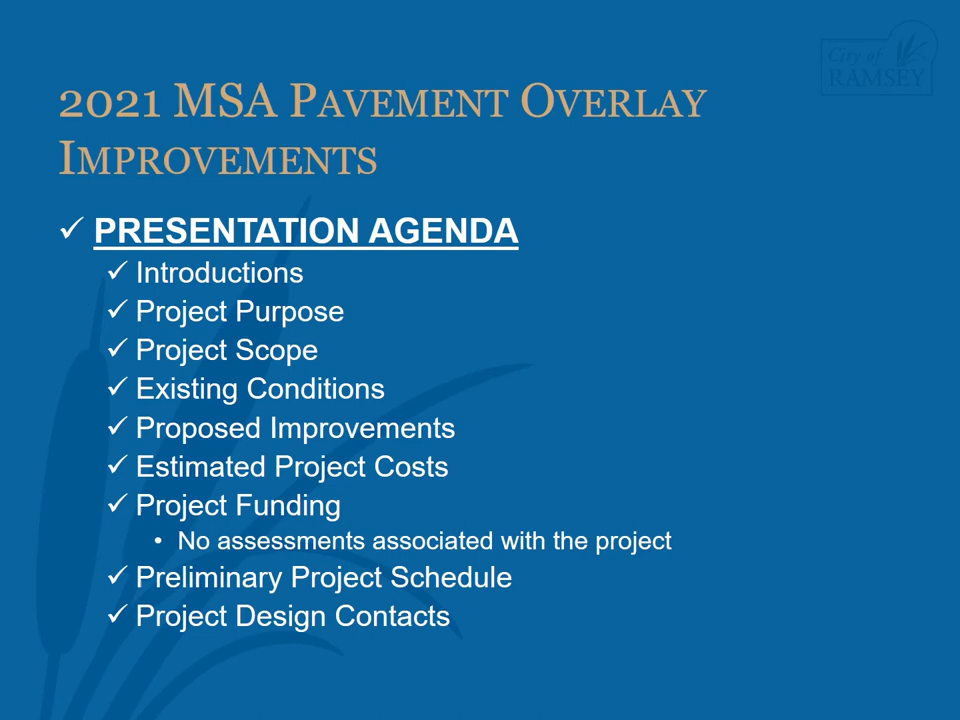 City of
RAMSEY
2021 MSA PAVEMENT OVERLAY
IMPROVEMENTS
✓ PRESENTATION AGENDA
✓ Introductions
✓ Project Purpose
✓ Project Scope
✓ Existing Conditions
✓ Proposed Improvements
✓ Estimated Project Costs
✓ Project Funding
• No assessments associated with the project
✓ Preliminary Project Schedule
✓ Project Design Contacts